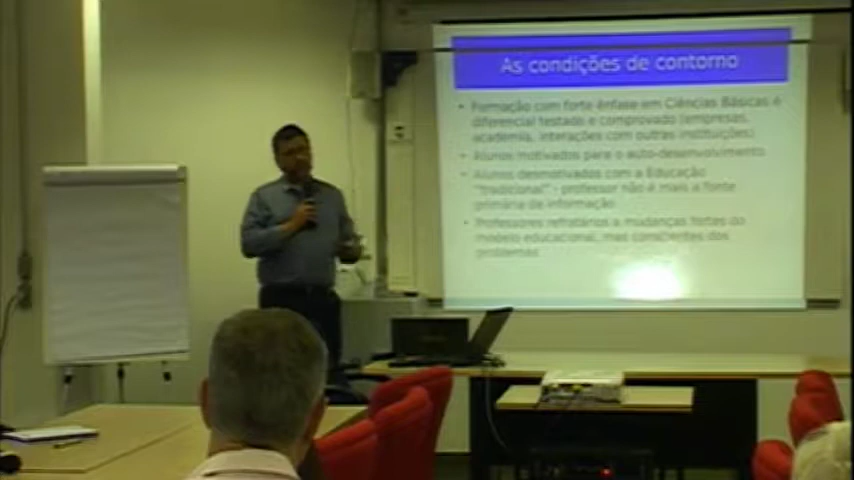 As condições de contorno
• Formação com forte ênfase em Ciências Básicas é
diferencial testado e comprovado (empresas,
academia, interações com outras instituições)
• Alunos motivados para o auto-desenvolvimento
• Alunos desmotivados com a Educação
"tradicional" - professor não é mais a fonte
primária de informação
• Professores refratários a mudanças fortes do
modelo educacional, mas conscientes dos
problemas